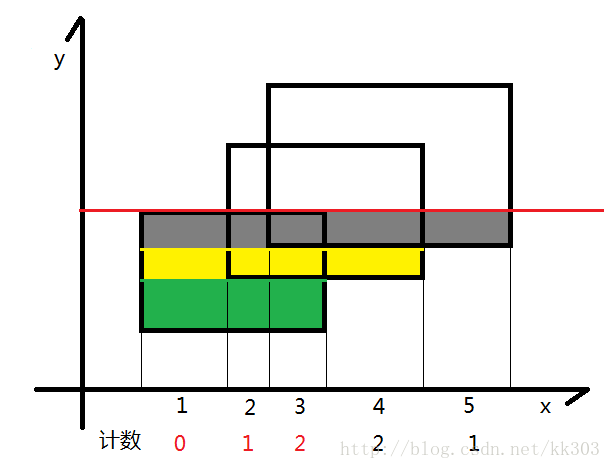 y
1 2 3 4 5 x
计数 0 1 2 2 1
http://blog.csdn.net/kk303